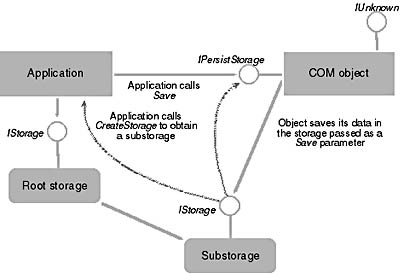 IUnknown
IPersistStorage
Application
COM object
Application calls
Save
Application calls
CreateStorage to obtain
a substorage
Object saves its data in
the storage passed as a
Save parameter
IStorage
Root storage
IStorage
Substorage